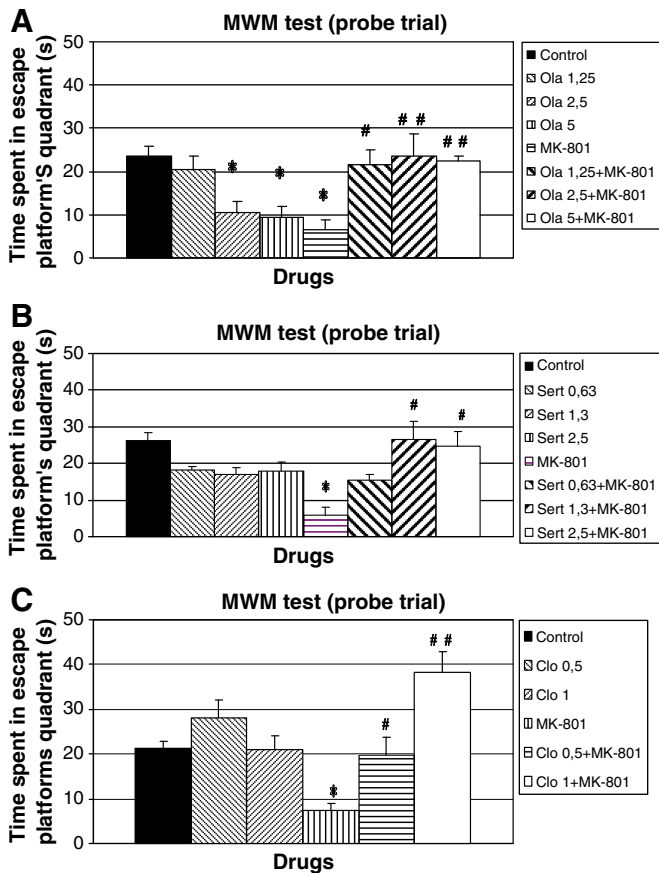 A
MWM test (probe trial)
Time spent in escape
platform'S quadrant (s)
50
40
30
20
10
0
*
*
*
#
# #
# #
Drugs
Control
Ola 1,25
Ola 2,5
Ola 5
MK-801
Ola 1,25+MK-801
Ola 2,5+MK-801
Ola 5+MK-801
B
MWM test (probe trial)
Time spent in escape
platform's quadrant (s)
50
40
30
20
10
0
*
#
#
Drugs
Control
Sert 0,63
Sert 1,3
Sert 2,5
MK-801
Sert 0,63+MK-801
Sert 1,3+MK-801
Sert 2,5+MK-801
C
MWM test (probe trial)
Time spent in escape
platforms quadrant (s)
50
40
30
20
10
0
*
#
# #
Drugs
Control
Clo 0,5
Clo 1
MK-801
Clo 0,5+MK-801
Clo 1+MK-801